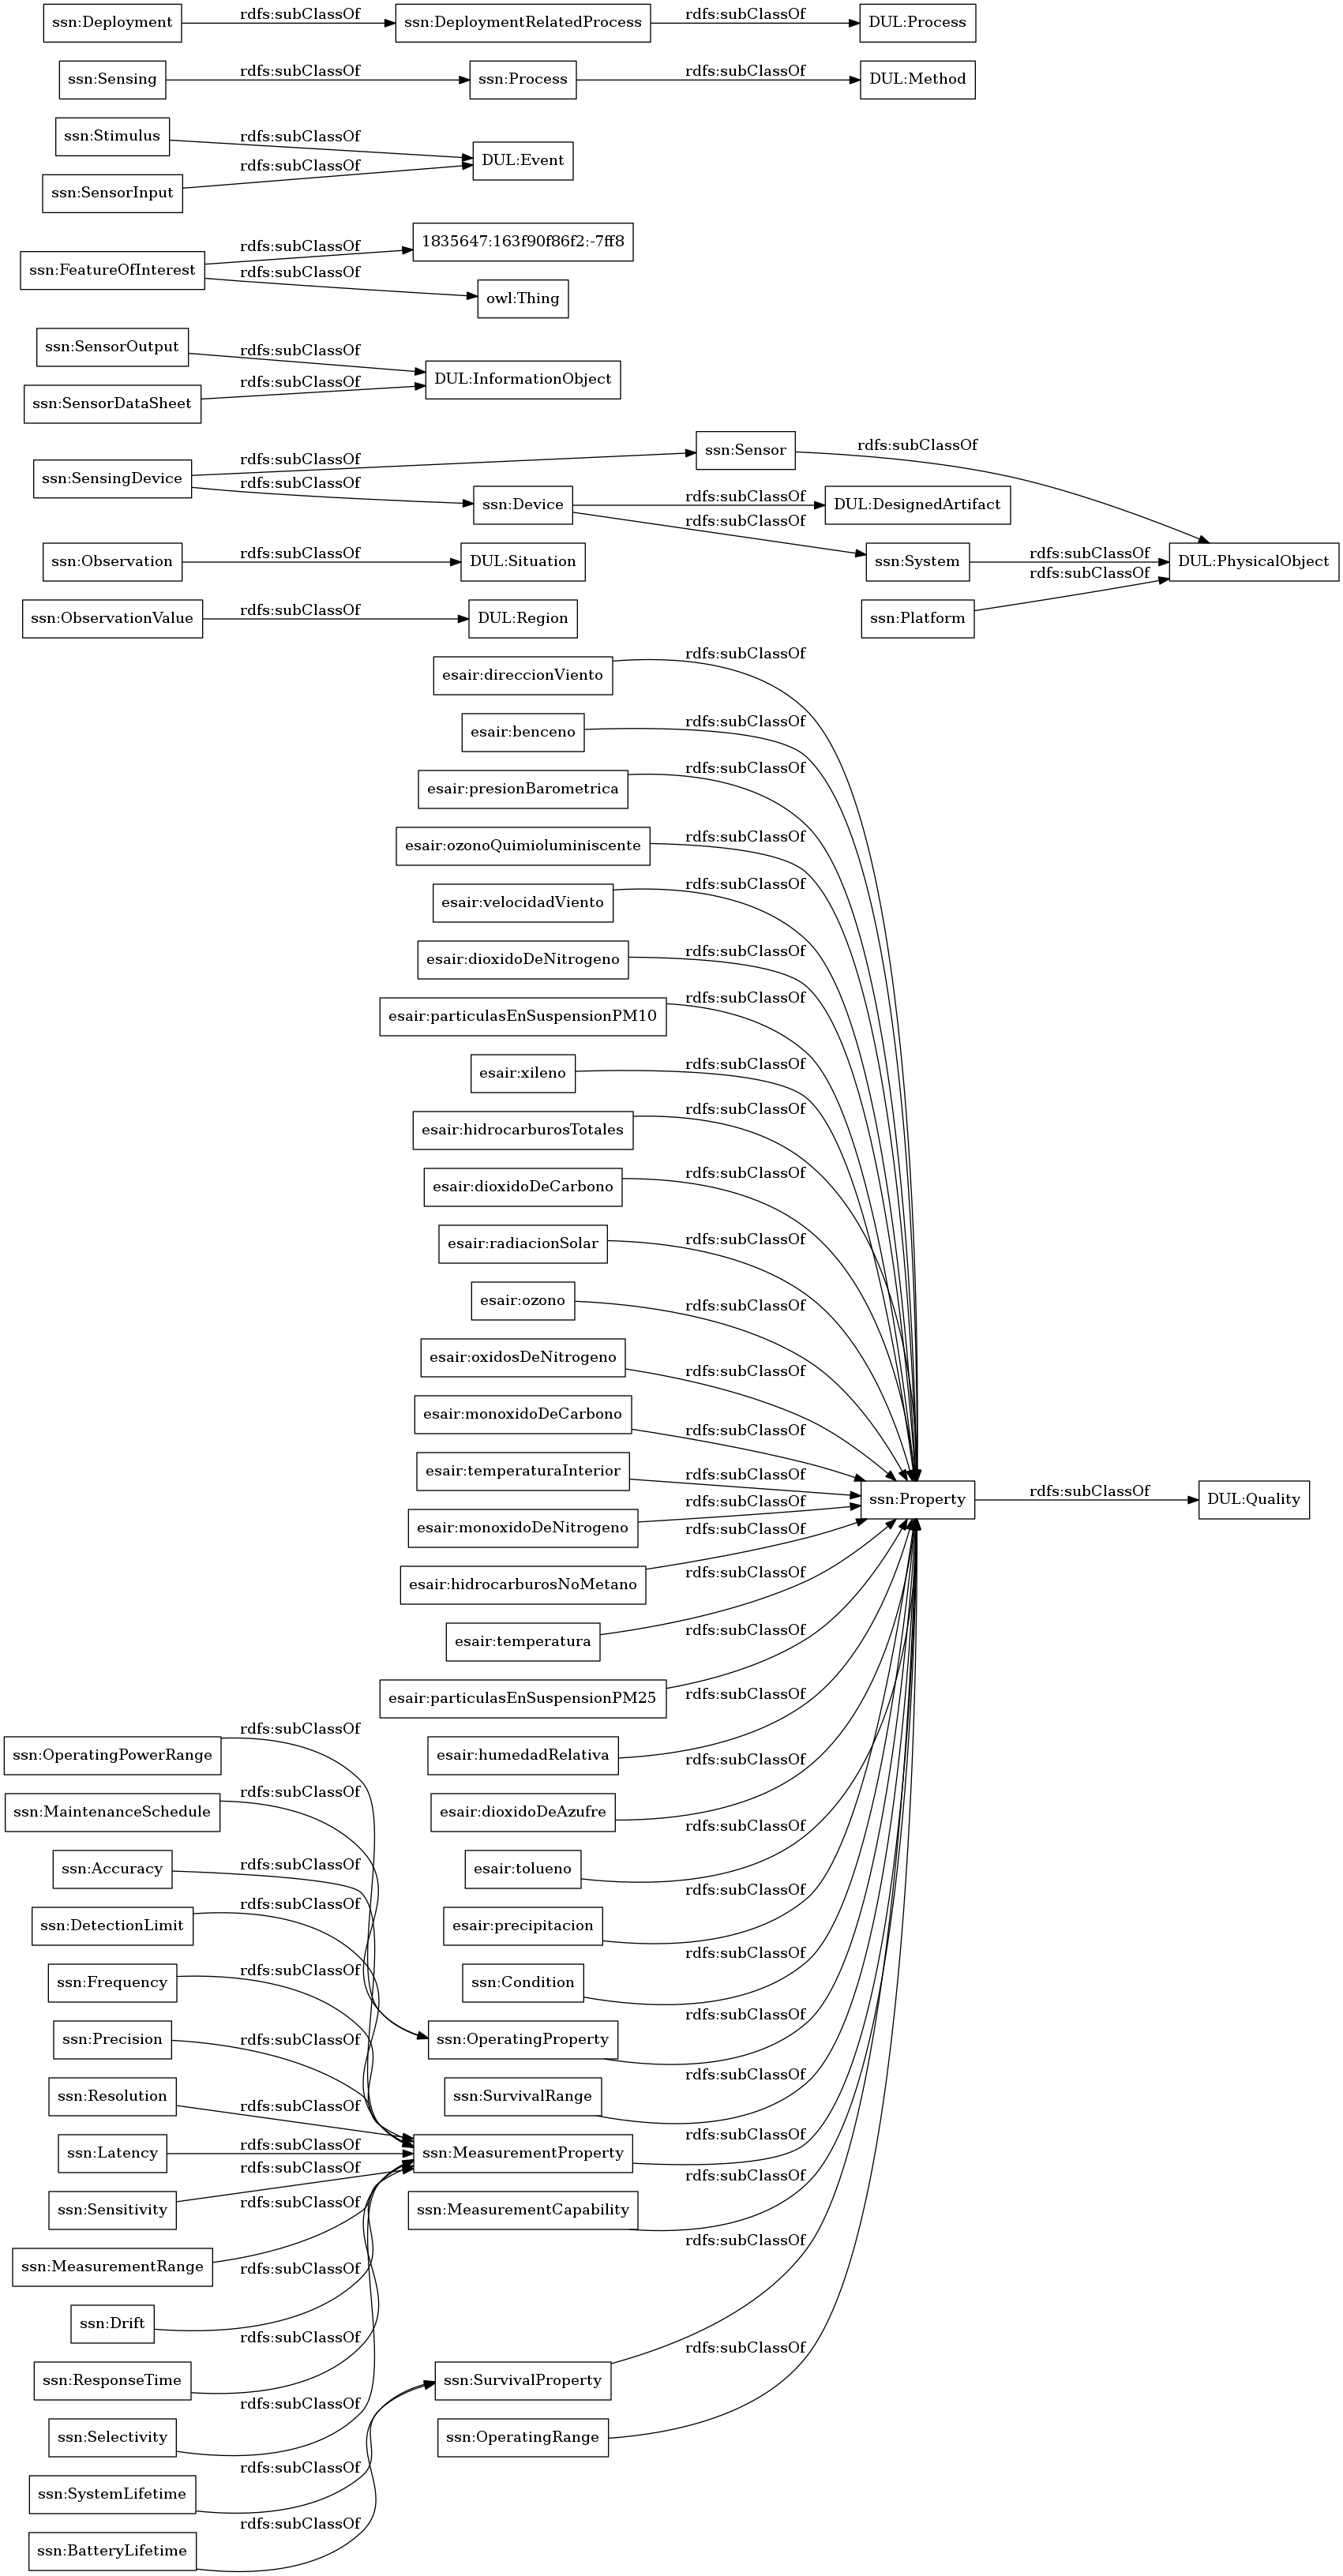 ssn:Deployment rdfs:subClassOf ssn:DeploymentRelatedProcess rdfs:subClassOf DUL:Process
ssn:Sensing rdfs:subClassOf ssn:Process rdfs:subClassOf DUL:Method
ssn:Stimulus rdfs:subClassOf
DUL:Event
ssn:SensorInput rdfs:subClassOf
1835647:163f90f86f2:-7ff8
ssn:FeatureOfInterest rdfs:subClassOf
rdfs:subClassOf
owl:Thing
ssn:SensorOutput rdfs:subClassOf
DUL:InformationObject
ssn:SensorDataSheet rdfs:subClassOf
ssn:Sensor rdfs:subClassOf
ssn:SensingDevice rdfs:subClassOf
rdfs:subClassOf
ssn:Device rdfs:subClassOf DUL:DesignedArtifact
rdfs:subClassOf
ssn:Observation rdfs:subClassOf DUL:Situation ssn:System rdfs:subClassOf DUL:PhysicalObject
rdfs:subClassOf
ssn:ObservationValue rdfs:subClassOf DUL:Region ssn:Platform
esair:direccionViento rdfs:subClassOf
esair:benceno rdfs:subClassOf
esair:presionBarometrica rdfs:subClassOf
esair:ozonoQuimioluminiscente rdfs:subClassOf
esair:velocidadViento rdfs:subClassOf
esair:dioxidoDeNitrogeno rdfs:subClassOf
esair:particulasEnSuspensionPM10 rdfs:subClassOf
esair:xileno rdfs:subClassOf
esair:hidrocarburosTotales rdfs:subClassOf
esair:dioxidoDeCarbono rdfs:subClassOf
esair:radiacionSolar rdfs:subClassOf
esair:ozono rdfs:subClassOf
esair:oxidosDeNitrogeno rdfs:subClassOf
esair:monoxidoDeCarbono rdfs:subClassOf
esair:temperaturaInterior rdfs:subClassOf
ssn:Property rdfs:subClassOf DUL:Quality
esair:monoxidoDeNitrogeno rdfs:subClassOf
esair:hidrocarburosNoMetano rdfs:subClassOf
esair:temperatura rdfs:subClassOf
esair:particulasEnSuspensionPM25 rdfs:subClassOf
esair:humedadRelativa rdfs:subClassOf
esair:dioxidoDeAzufre rdfs:subClassOf
esair:tolueno rdfs:subClassOf
esair:precipitacion rdfs:subClassOf
ssn:Condition rdfs:subClassOf
ssn:OperatingPowerRange rdfs:subClassOf
ssn:MaintenanceSchedule rdfs:subClassOf
ssn:OperatingProperty rdfs:subClassOf
ssn:SurvivalRange rdfs:subClassOf
ssn:Accuracy rdfs:subClassOf
ssn:DetectionLimit rdfs:subClassOf
ssn:Frequency rdfs:subClassOf
ssn:Precision rdfs:subClassOf
ssn:Resolution rdfs:subClassOf
ssn:Latency rdfs:subClassOf
ssn:MeasurementProperty rdfs:subClassOf
ssn:Sensitivity rdfs:subClassOf
ssn:MeasurementCapability rdfs:subClassOf
ssn:MeasurementRange rdfs:subClassOf
ssn:Drift rdfs:subClassOf
ssn:ResponseTime rdfs:subClassOf
ssn:Selectivity rdfs:subClassOf
ssn:SurvivalProperty rdfs:subClassOf
ssn:OperatingRange rdfs:subClassOf
ssn:SystemLifetime rdfs:subClassOf
ssn:BatteryLifetime rdfs:subClassOf